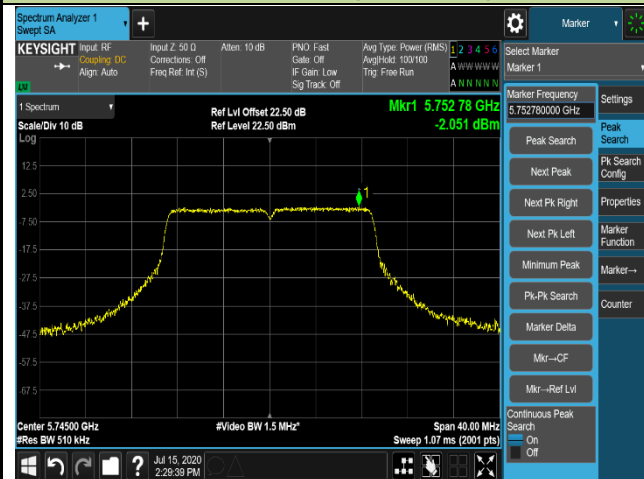 Spectrum Analyzer 1
Swept SA
+
Marker
KEYSIGHT
Input: RF
Coupling: DC
Align: Auto
Input Z: 50 Ω
Corrections: Off
Freq Ref: Int (S)
Atten: 10 dB
PNO: Fast
Gate: Off
IF Gain: Low
Sig Track: Off
Avg Type: Power (RMS)
Avg|Hold: 100/100
Trig: Free Run
1 2 3 4 5 6
A W W W W W
A N N N N N
LXI
Select Marker
Marker 1
1 Spectrum
Scale/Div 10 dB
Log
Ref Lvl Offset 22.50 dB
Ref Level 22.50 dBm
Mkr1 5.752 78 GHz
-2.051 dBm
12.5
2.50
-7.50
-17.5
-27.5
-37.5
-47.5
-57.5
-67.5
1
Center 5.74500 GHz
#Res BW 510 kHz
#Video BW 1.5 MHz*
Span 40.00 MHz
Sweep 1.07 ms (2001 pts)
Marker Frequency
5.752780000 GHz
Peak Search
Next Peak
Next Pk Right
Next Pk Left
Minimum Peak
Pk-Pk Search
Marker Delta
Mkr→CF
Mkr→Ref Lvl
Continuous Peak
Search
On
Off
Settings
Peak
Search
Pk Search
Config
Properties
Marker
Function
Marker→
Counter
?
Jul 15, 2020
2:29:39 PM